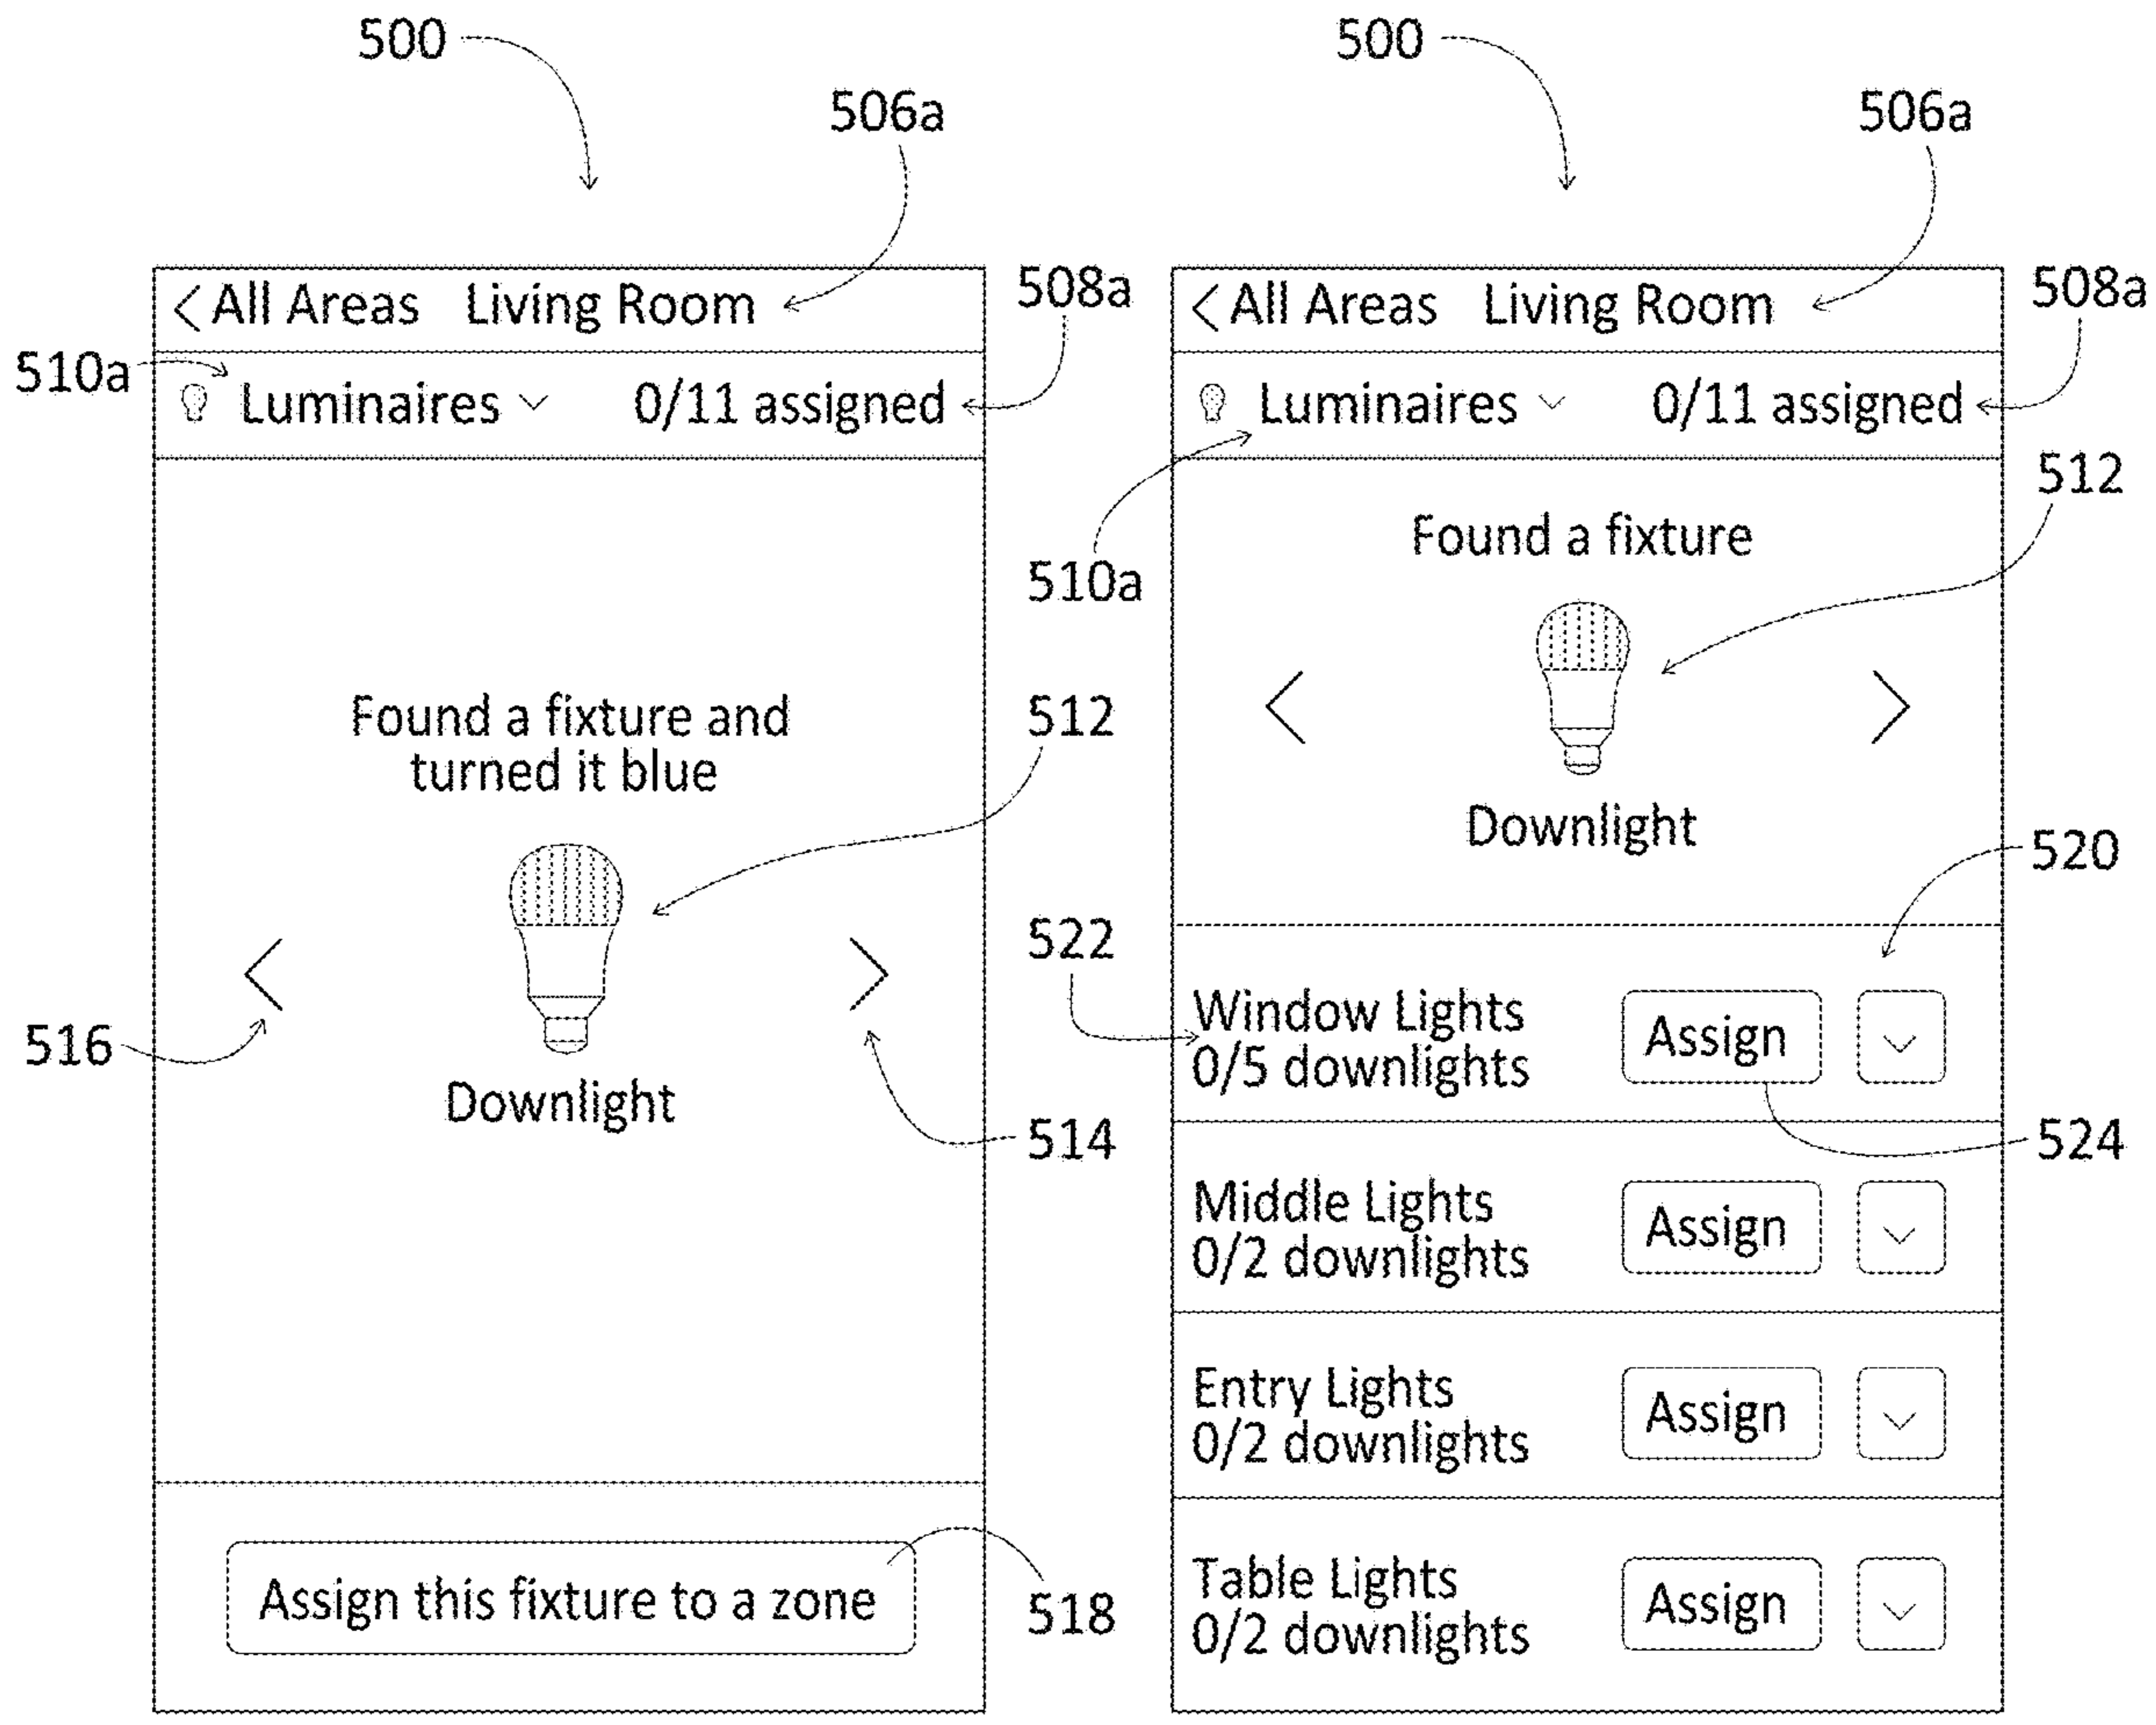 500
506a
508a
510a
< All Areas Living Room
Luminaires 0/11 assigned
Found a fixture and
turned it blue
512
Downlight
516
514
Assign this fixture to a zone
518
500
506a
508a
< All Areas Living Room
Luminaires 0/11 assigned
510a
512
Found a fixture
Downlight
520
522
Window Lights
0/5 downlights
Assign
524
Middle Lights
0/2 downlights
Assign
Entry Lights
0/2 downlights
Assign
Table Lights
0/2 downlights
Assign